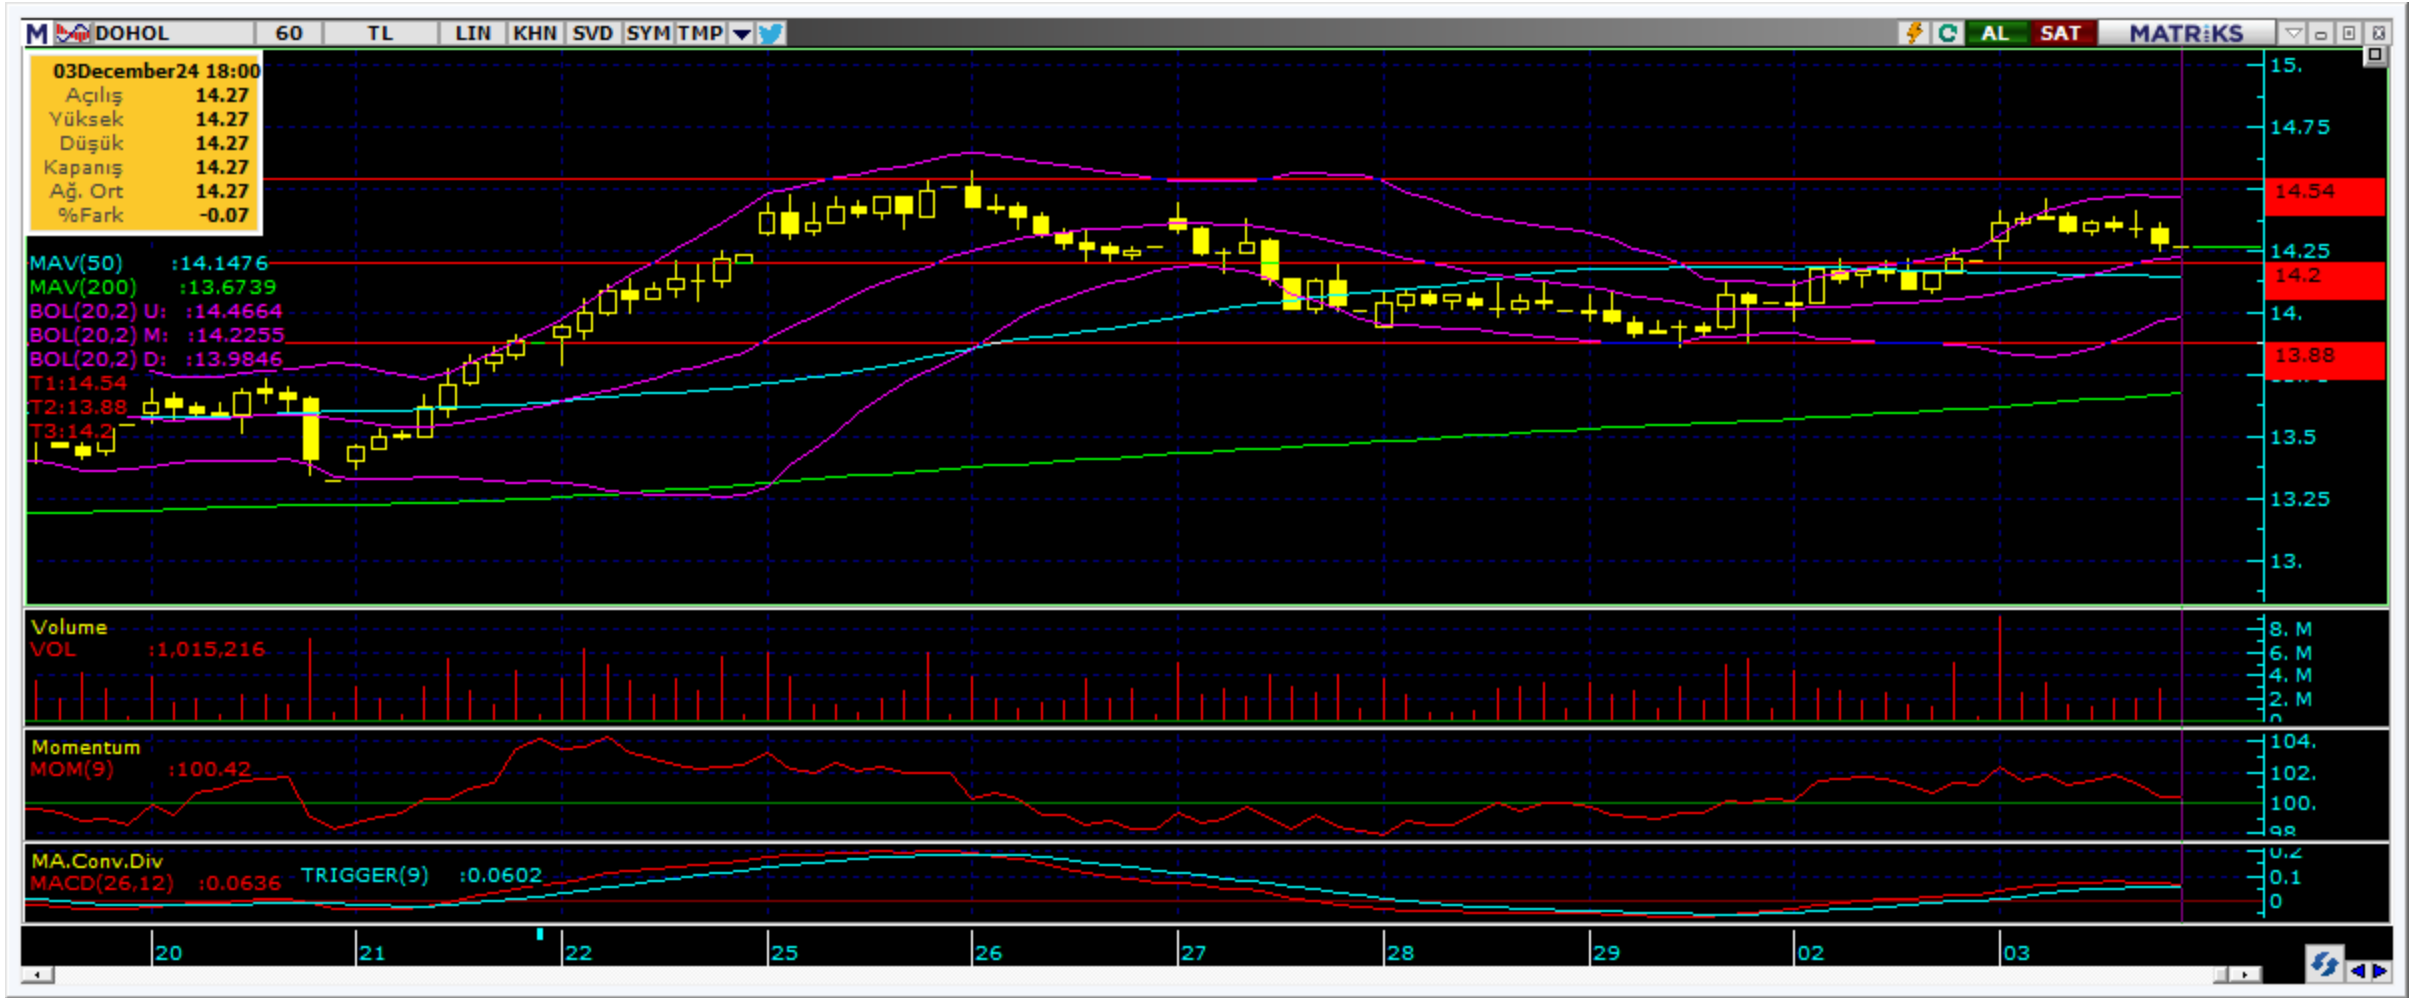 M DOHOL 60 TL LIN KHN SVD SYM TMP AL SAT MATRiKS
03December24 18:00
Açılış 14.27
Yüksek 14.27
Düşük 14.27
Kapanış 14.27
Ağ. Ort 14.27
%Fark -0.07
MAV(50) :14.1476
MAV(200) :13.6739
BOL(20,2) U: :14.4664
BOL(20,2) M: :14.2255
BOL(20,2) D: :13.9846
T1:14.54
T2:13.88
T3:14.2
15.
14.75
14.54
14.25
14.2
14.
13.88
13.5
13.25
13.
Volume
VOL :1,015,216
8. M
6. M
4. M
2. M
0
Momentum
MOM(9) :100.42
104.
102.
100.
98
MA.Conv.Div
MACD(26,12) :0.0636 TRIGGER(9) :0.0602
0.2
0.1
0
20 21 22 25 26 27 28 29 02 03